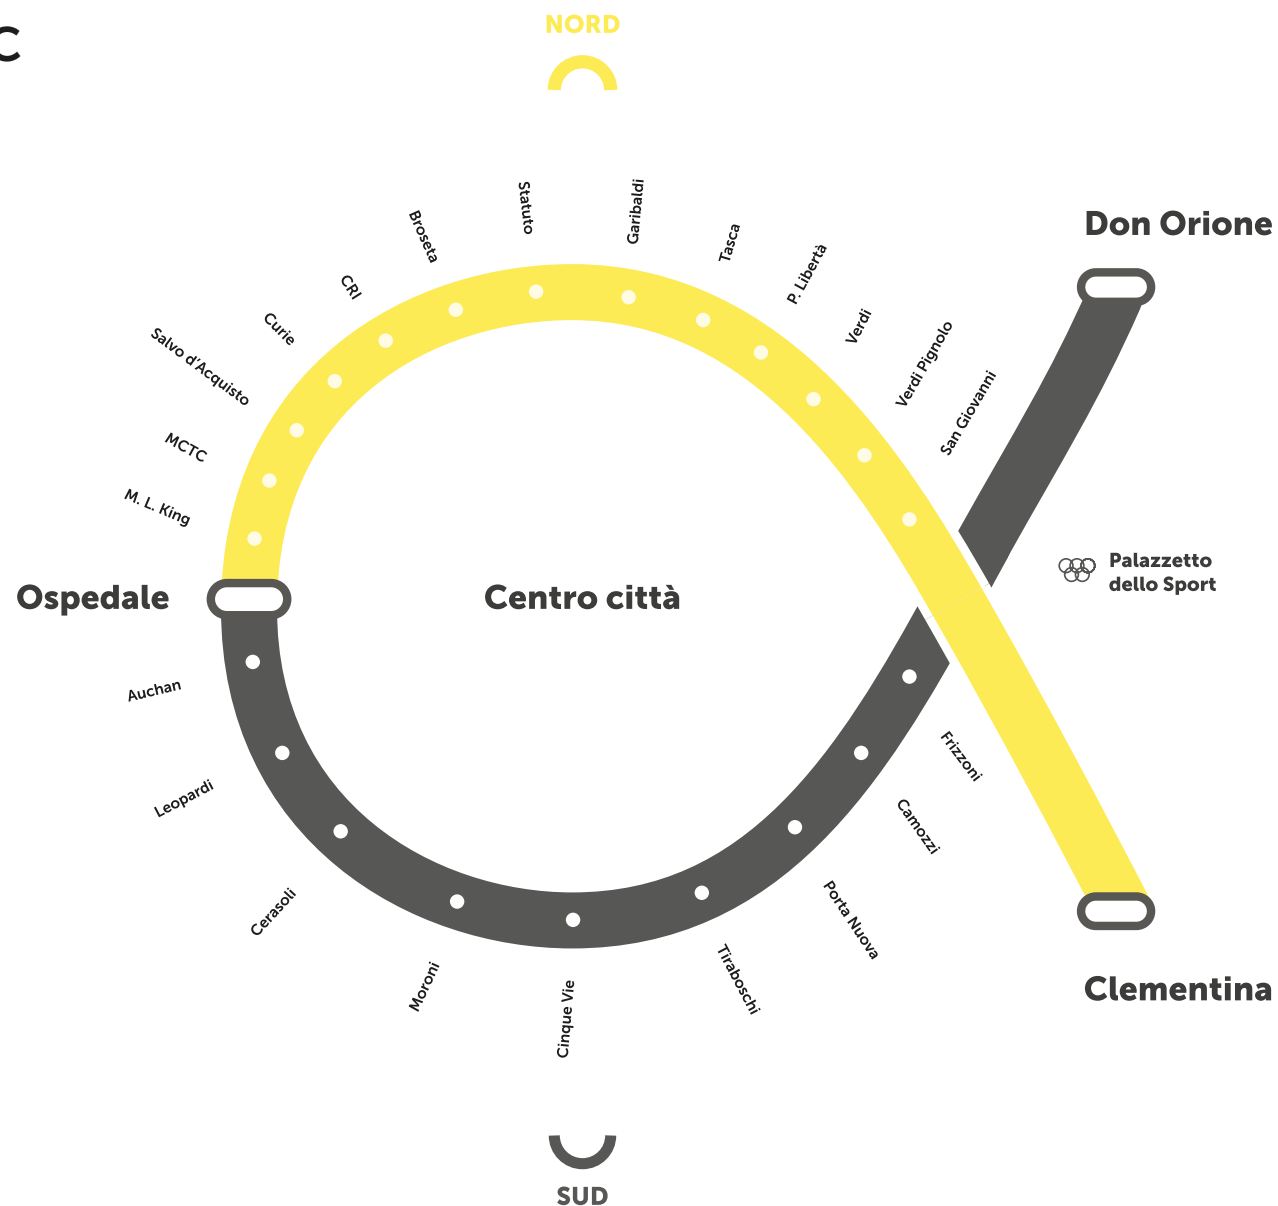 C
NORD
Statuto
Garibaldi
Broseta
Tasca
CRI
P. Libertà
Curie
Verdi
Salvo d'Acquisto
Verdi Pignolo
MCTC
San Giovanni
M. L. King
Don Orione
Ospedale
Centro città
Palazzetto
dello Sport
Auchan
Leopardi
Cerasoli
Moroni
Cinque Vie
Tiraboschi
Porta Nuova
Camozzi
Frizzoni
Clementina
SUD